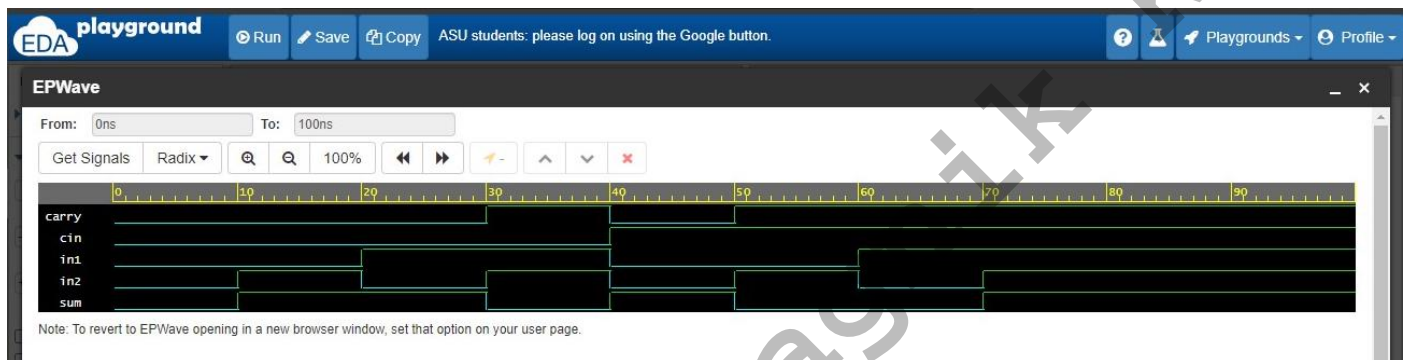 EDA playground Run Save Copy ASU students: please log on using the Google button. ? Playgrounds Profile
EPWave
From: 0ns To: 100ns
Get Signals Radix 100% -
0 10 20 30 40 50 60 70 80 90
carry
cin
in1
in2
sum
Note: To revert to EPWave opening in a new browser window, set that option on your user page.